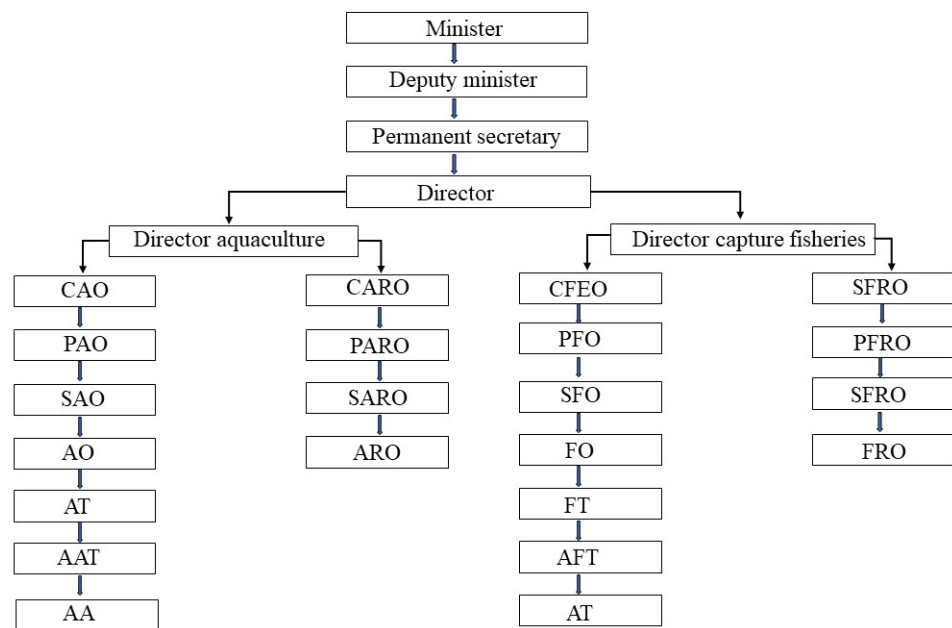 Minister
Deputy minister
Permanent secretary
Director
Director aquaculture
Director capture fisheries
CAO
CARO
CFEO
SFRO
PAO
PARO
PFO
PFRO
SAO
SARO
SFO
SFRO
AO
ARO
FO
FRO
AT
FT
AAT
AFT
AA
AT